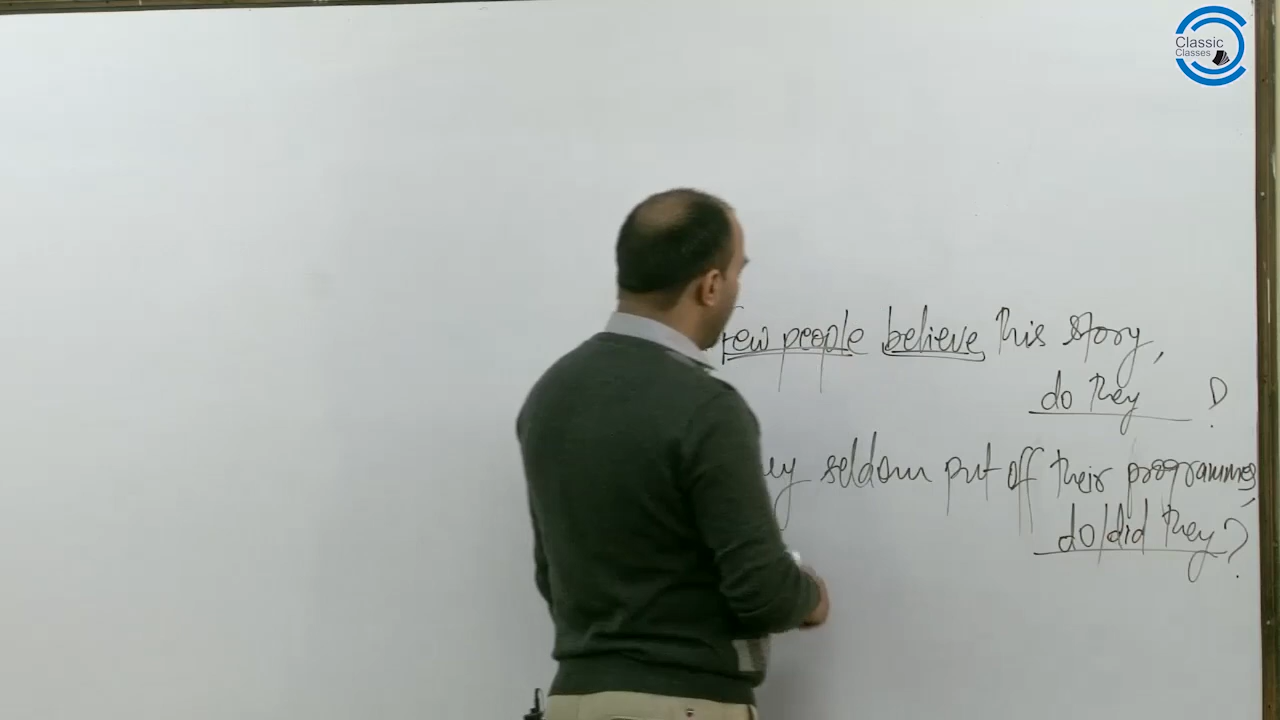 Classic
Classes
few people believe this story,
do they ?
seldom put off their programmes,
do/did they?